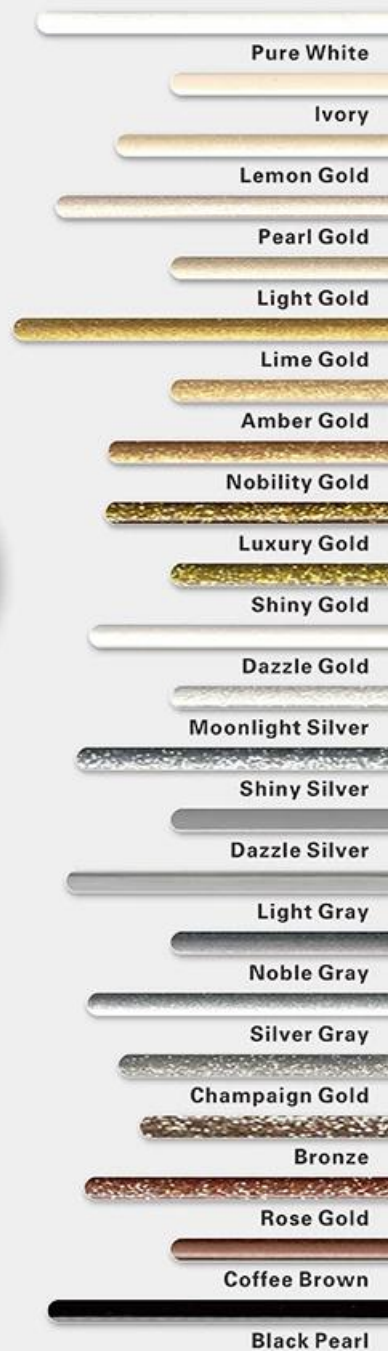 Pure White
Ivory
Lemon Gold
Pearl Gold
Light Gold
Lime Gold
Amber Gold
Nobility Gold
Luxury Gold
Shiny Gold
Dazzle Gold
Moonlight Silver
Shiny Silver
Dazzle Silver
Light Gray
Noble Gray
Silver Gray
Champaign Gold
Bronze
Rose Gold
Coffee Brown
Black Pearl